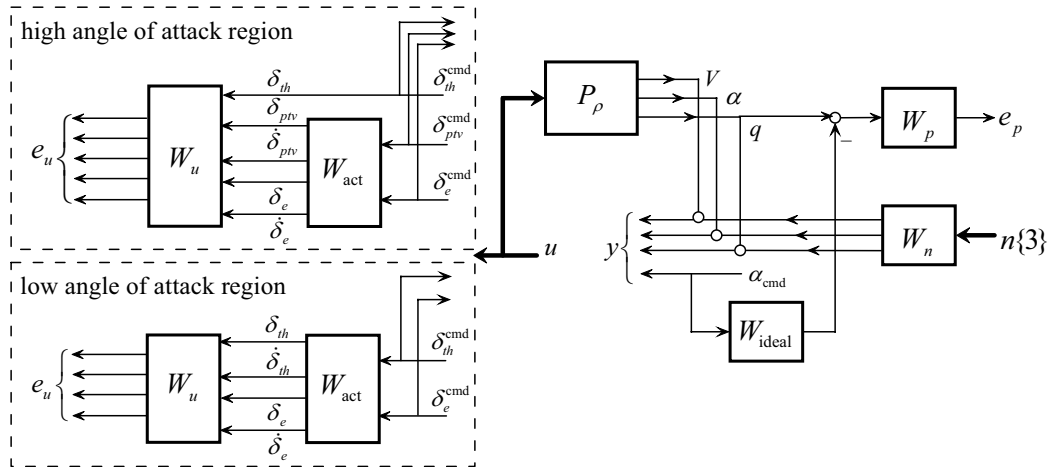 high angle of attack region
δ_th
δ_th^cmd
δ_ptv
δ_ptv^cmd
δ̇_ptv
e_u
W_u
W_act
δ_e
δ_e^cmd
δ̇_e
low angle of attack region
δ_th
δ_th^cmd
δ̇_th
e_u
W_u
W_act
δ_e
δ_e^cmd
δ̇_e
u
P_ρ
V
α
q
−
W_p
e_p
y
W_n
n{3}
α_cmd
W_ideal